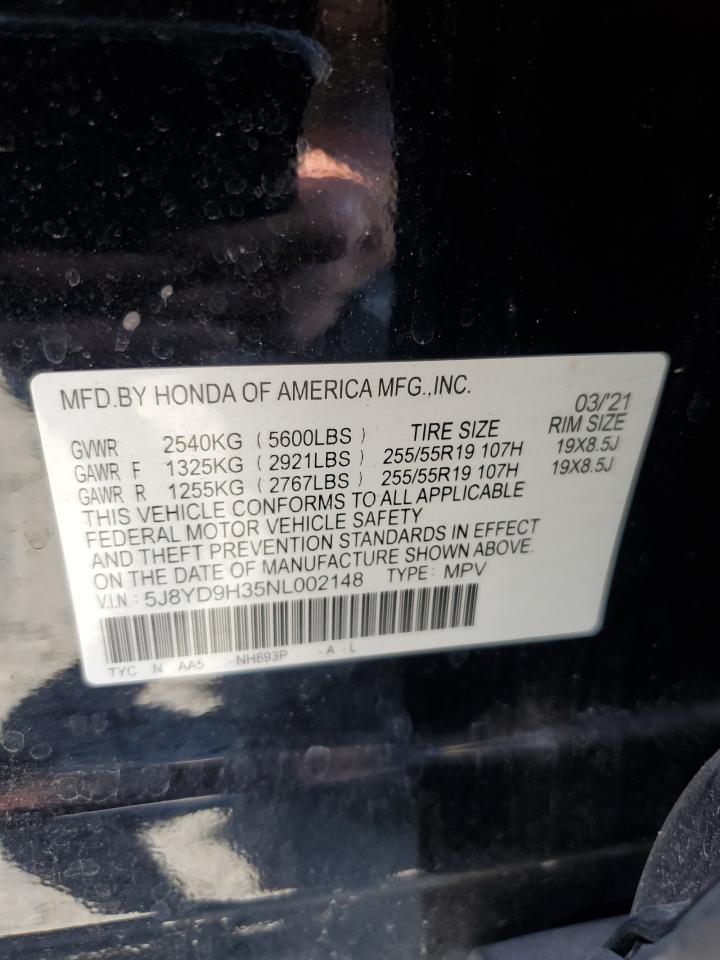 MFD.BY HONDA OF AMERICA MFG.,INC.
03/'21
GVWR 2540KG ( 5600LBS ) TIRE SIZE RIM SIZE
GAWR F 1325KG ( 2921LBS ) 255/55R19 107H 19X8.5J
GAWR R 1255KG ( 2767LBS ) 255/55R19 107H 19X8.5J
THIS VEHICLE CONFORMS TO ALL APPLICABLE
FEDERAL MOTOR VEHICLE SAFETY
AND THEFT PREVENTION STANDARDS IN EFFECT
ON THE DATE OF MANUFACTURE SHOWN ABOVE.
V.I.N : 5J8YD9H35NL002148 TYPE : MPV
TYC N AA5 -NH893P -A -L